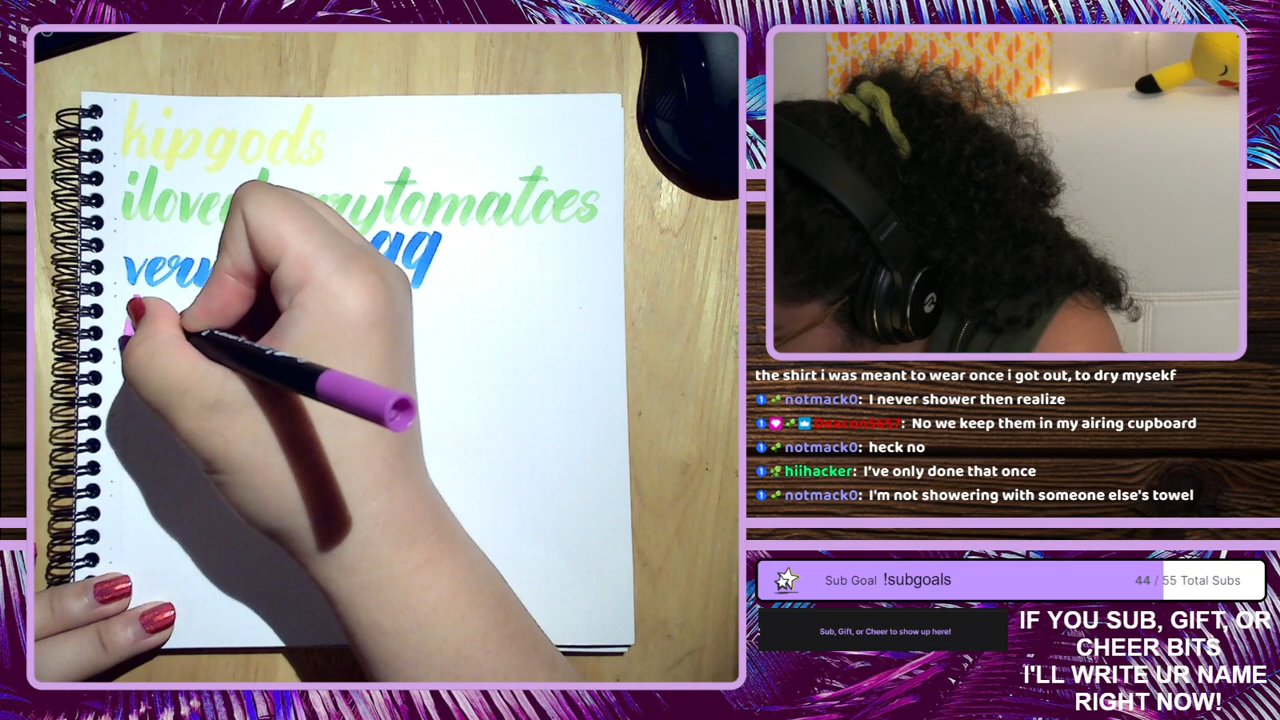 kipgods
mytomatoes
the shirt i was meant to wear once i got out, to dry mysekf
notmack0: I never shower then realize
: No we keep them in my airing cupboard
notmack0: heck no
hiihacker: I've only done that once
notmack0: I'm not showering with someone else's towel
Sub Goal !subgoals 44 / 55 Total Subs
Sub, Gift, or Cheer to show up here!
IF YOU SUB, GIFT, OR
CHEER BITS
I'LL WRITE UR NAME
RIGHT NOW!